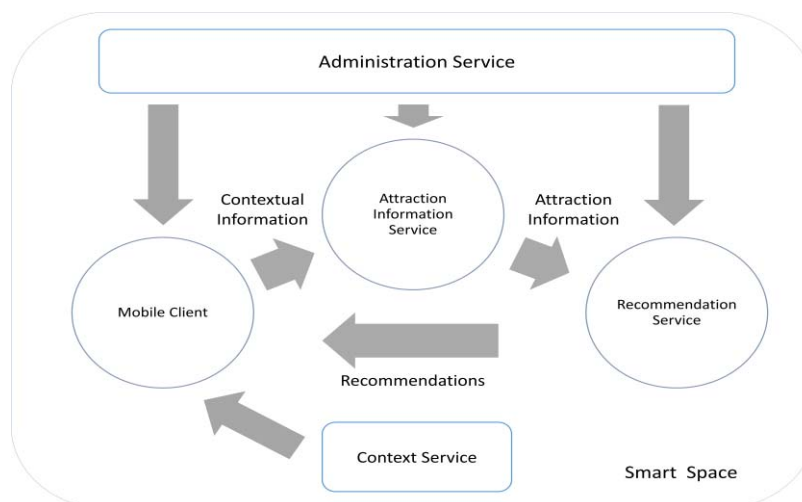 Administration Service
Contextual
Information
Attraction
Information
Service
Attraction
Information
Mobile Client
Recommendation
Service
Recommendations
Context Service
Smart Space